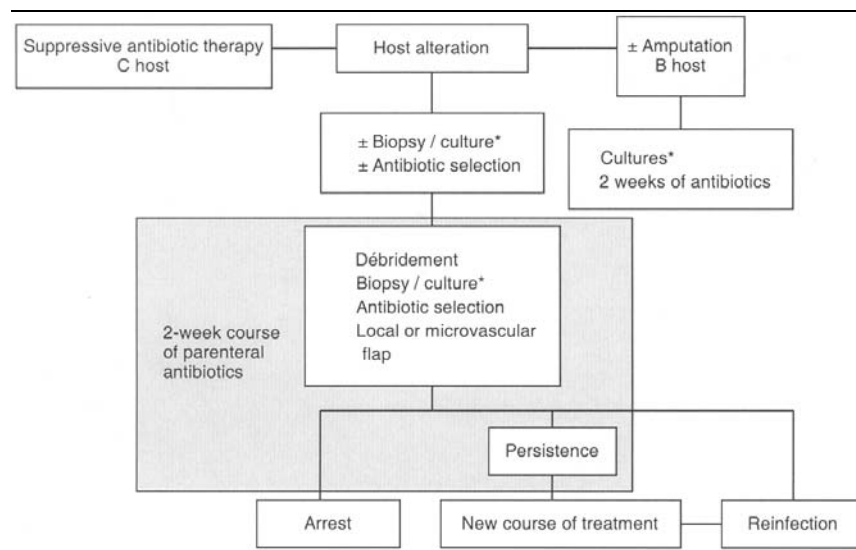 Suppressive antibiotic therapy
C host
Host alteration
± Amputation
B host
± Biopsy / culture*
± Antibiotic selection
Cultures*
2 weeks of antibiotics
Débridement
Biopsy / culture*
Antibiotic selection
Local or microvascular
flap
2-week course
of parenteral
antibiotics
Persistence
Arrest
New course of treatment
Reinfection